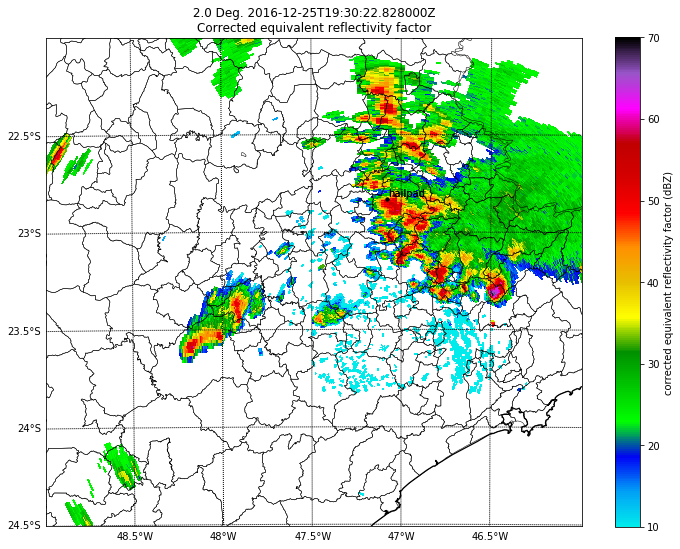 2.0 Deg. 2016-12-25T19:30:22.828000Z
Corrected equivalent reflectivity factor
70
60
50
40
30
20
10
corrected equivalent reflectivity factor (dBZ)
22.5°S
23°S
23.5°S
24°S
24.5°S
hailpad
48.5°W
48°W
47.5°W
47°W
46.5°W